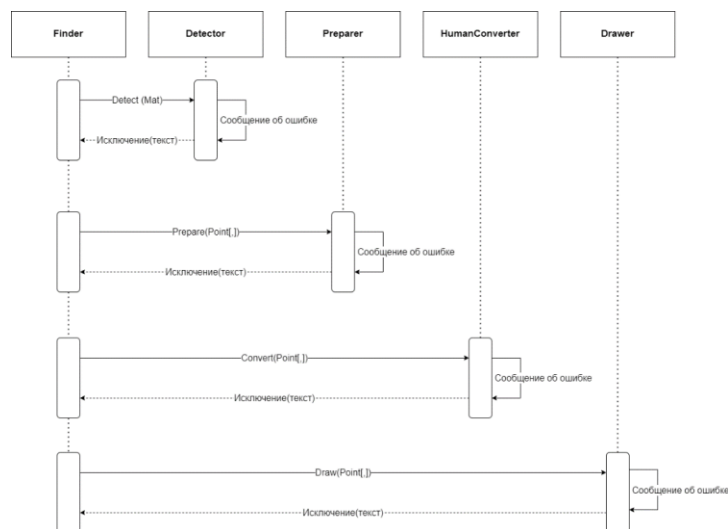 Finder
Detector
Preparer
HumanConverter
Drawer
Detect (Mat)
Сообщение об ошибке
Исключение(текст)
Prepare(Point[,])
Сообщение об ошибке
Исключение(текст)
Convert(Point[,])
Сообщение об ошибке
Исключение(текст)
Draw(Point[,])
Сообщение об ошибке
Исключение(текст)